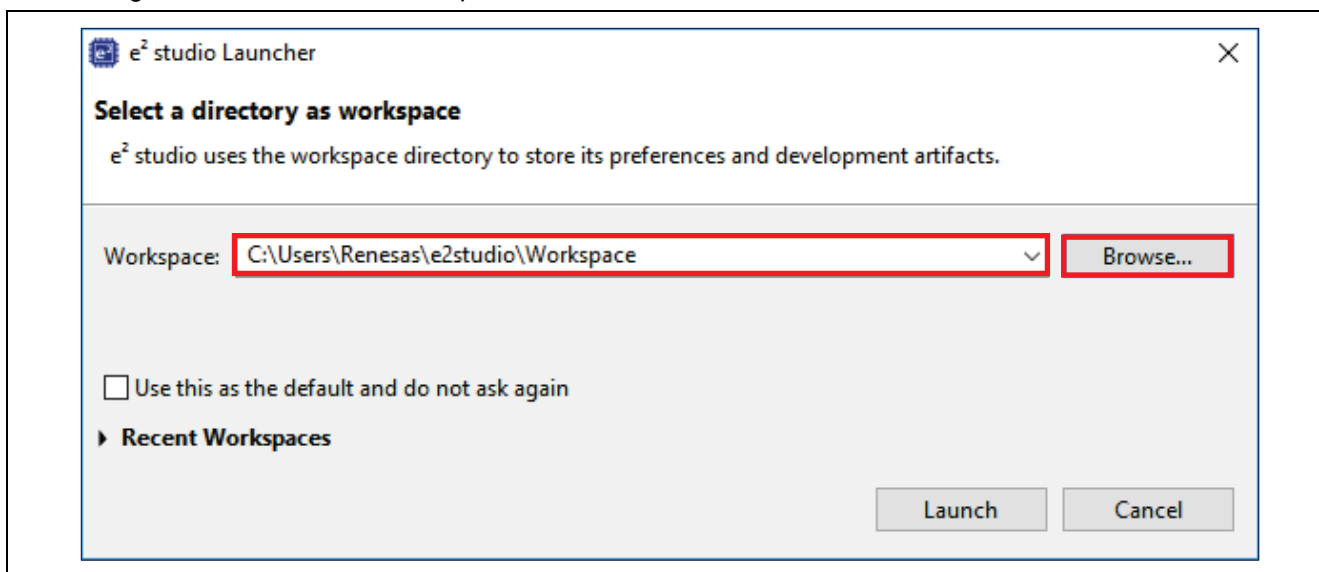 e² studio Launcher
Select a directory as workspace
e² studio uses the workspace directory to store its preferences and development artifacts.
Workspace: C:\Users\Renesas\e2studio\Workspace Browse...
Use this as the default and do not ask again
Recent Workspaces
Launch Cancel